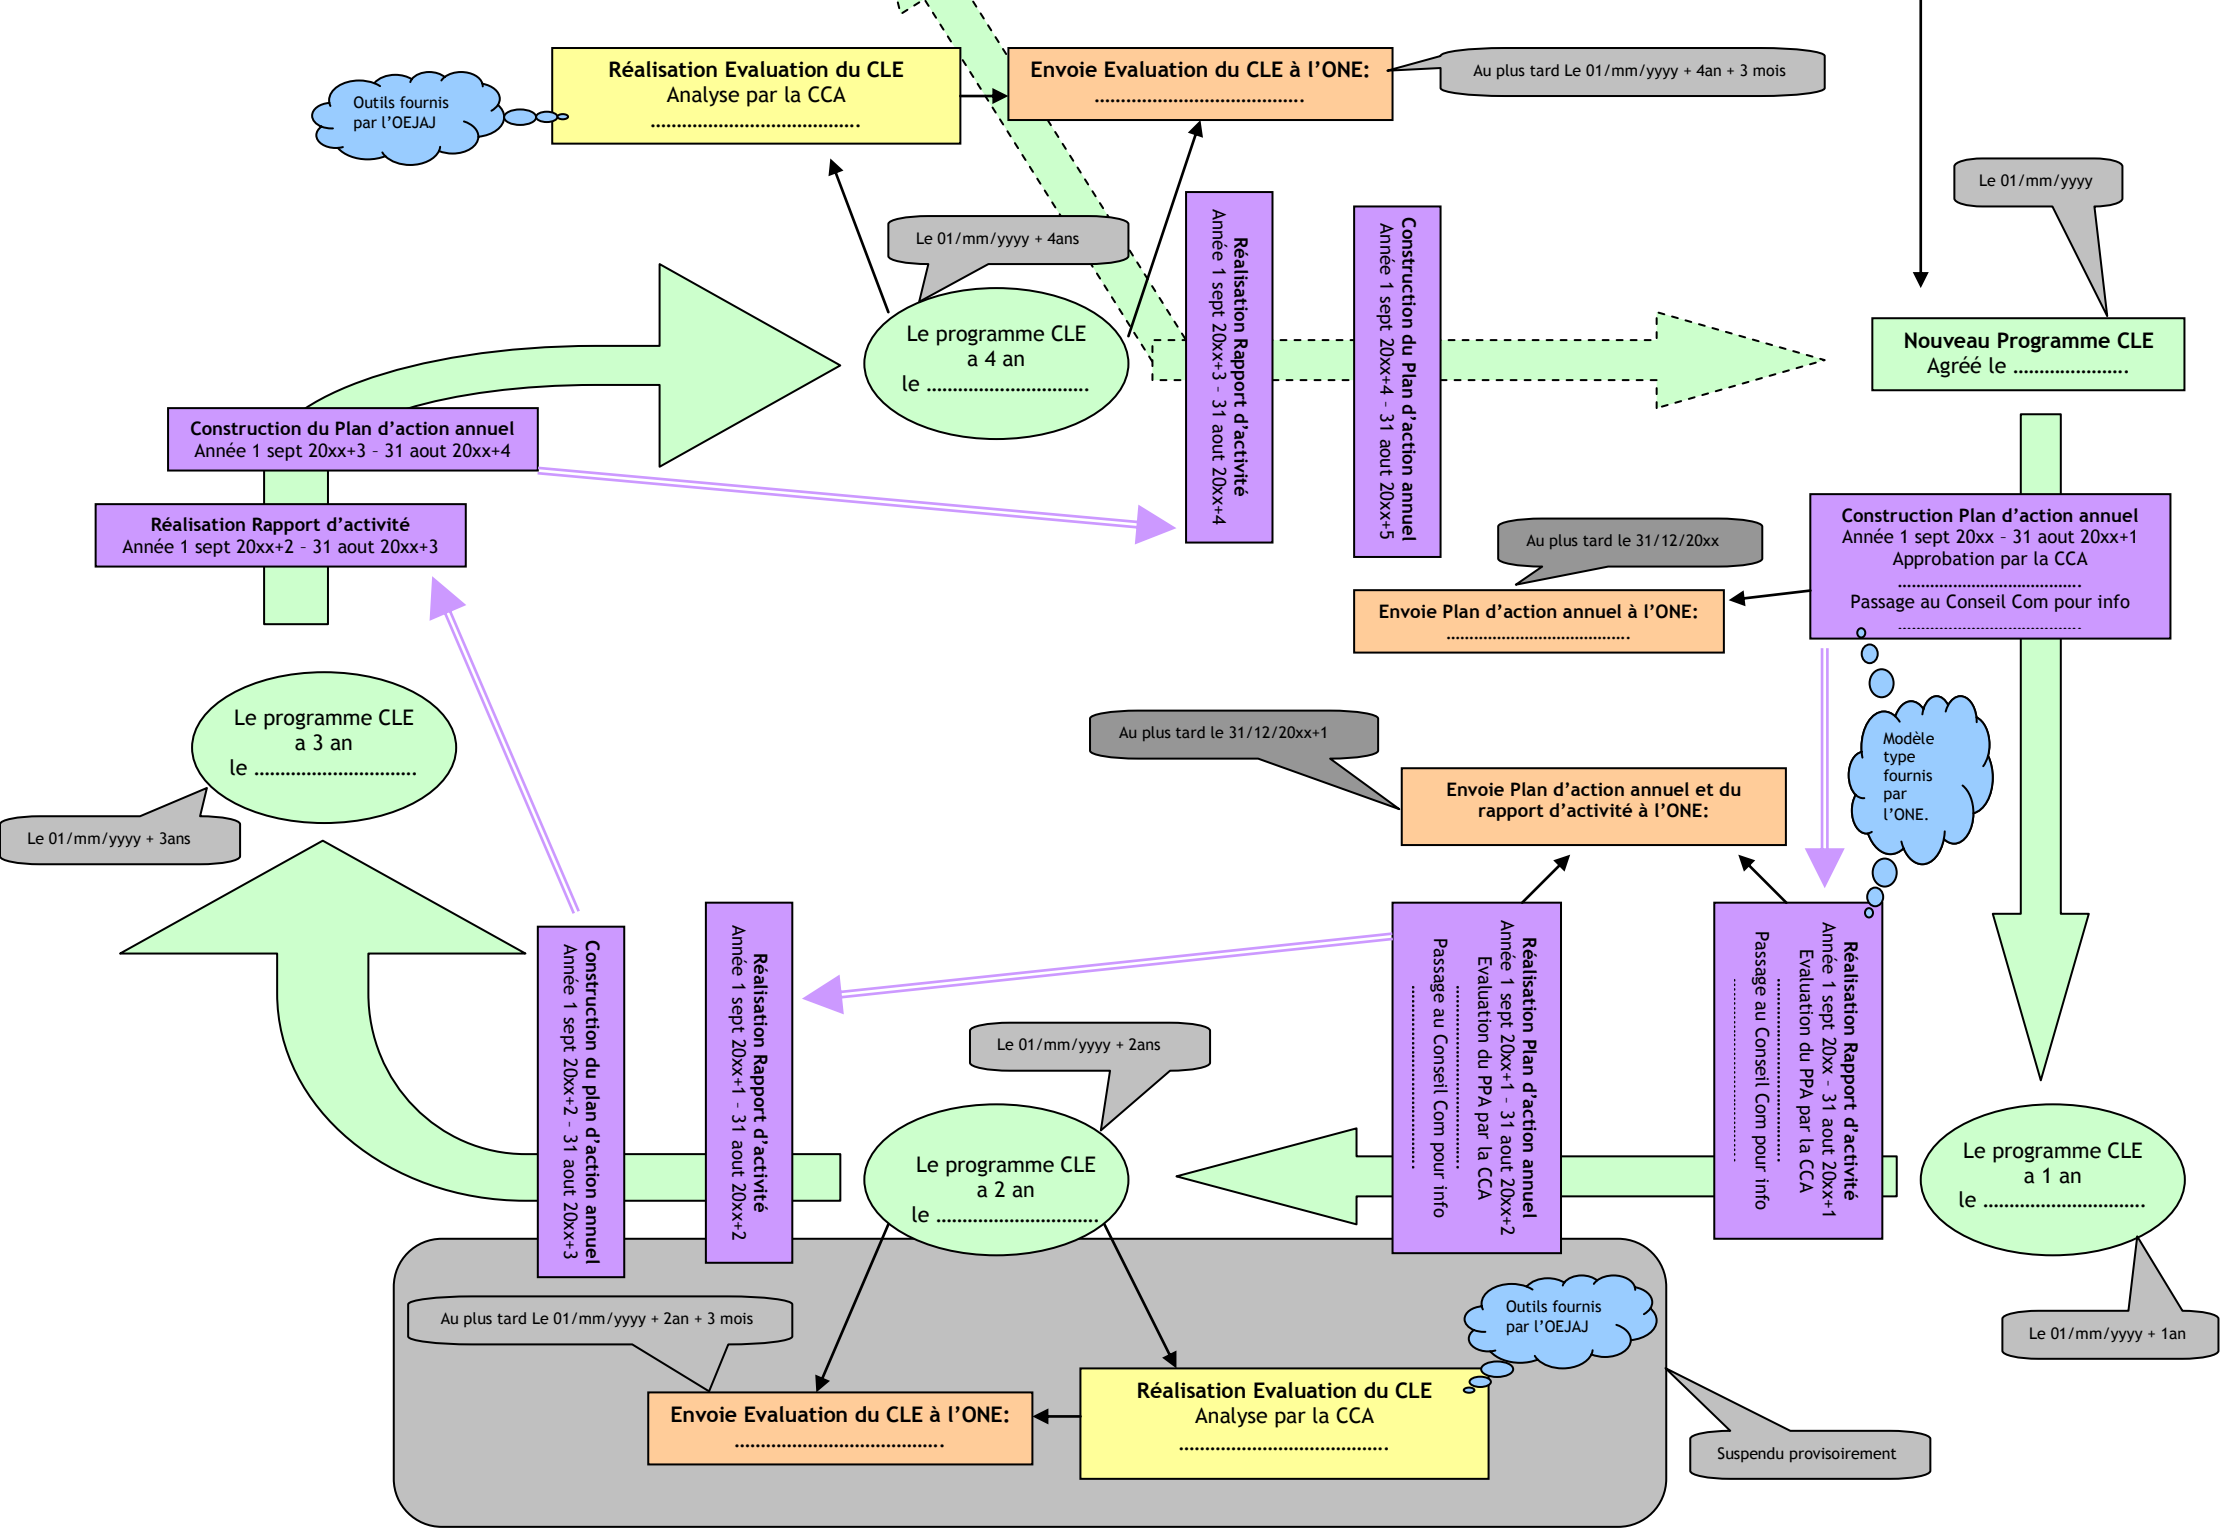 Réalisation Evaluation du CLE
Analyse par la CCA
........................................
Envoie Evaluation du CLE à l’ONE:
........................................
Au plus tard Le 01/mm/yyyy + 4an + 3 mois
Outils fournis
par l’OEJAJ
Le 01/mm/yyyy
Le 01/mm/yyyy + 4ans
Le programme CLE
a 4 an
le ...............................
Réalisation Rapport d’activité
Année 1 sept 20xx+3 – 31 aout 20xx+4
Construction du Plan d’action annuel
Année 1 sept 20xx+4 – 31 aout 20xx+5
Nouveau Programme CLE
Agréé le ......................
Construction du Plan d’action annuel
Année 1 sept 20xx+3 – 31 aout 20xx+4
Réalisation Rapport d’activité
Année 1 sept 20xx+2 – 31 aout 20xx+3
Construction Plan d’action annuel
Année 1 sept 20xx – 31 aout 20xx+1
Approbation par la CCA
........................................
Passage au Conseil Com pour info
........................................
Au plus tard le 31/12/20xx
Envoie Plan d’action annuel à l’ONE:
........................................
Le programme CLE
a 3 an
le ...............................
Le 01/mm/yyyy + 3ans
Au plus tard le 31/12/20xx+1
Envoie Plan d’action annuel et du
rapport d’activité à l’ONE:
Modèle
type
fournis
par
l’ONE.
Construction du plan d’action annuel
Année 1 sept 20xx+2 – 31 aout 20xx+3
Réalisation Rapport d’activité
Année 1 sept 20xx+1 – 31 aout 20xx+2
Réalisation Plan d’action annuel
Année 1 sept 20xx+1 – 31 aout 20xx+2
Evaluation du PPA par la CCA
........................................
Passage au Conseil Com pour info
........................................
Réalisation Rapport d’activité
Année 1 sept 20xx – 31 aout 20xx+1
Evaluation du PPA par la CCA
........................................
Passage au Conseil Com pour info
........................................
Le 01/mm/yyyy + 2ans
Le programme CLE
a 2 an
le ...............................
Le programme CLE
a 1 an
le ...............................
Le 01/mm/yyyy + 1an
Au plus tard Le 01/mm/yyyy + 2an + 3 mois
Outils fournis
par l’OEJAJ
Envoie Evaluation du CLE à l’ONE:
........................................
Réalisation Evaluation du CLE
Analyse par la CCA
........................................
Suspendu provisoirement